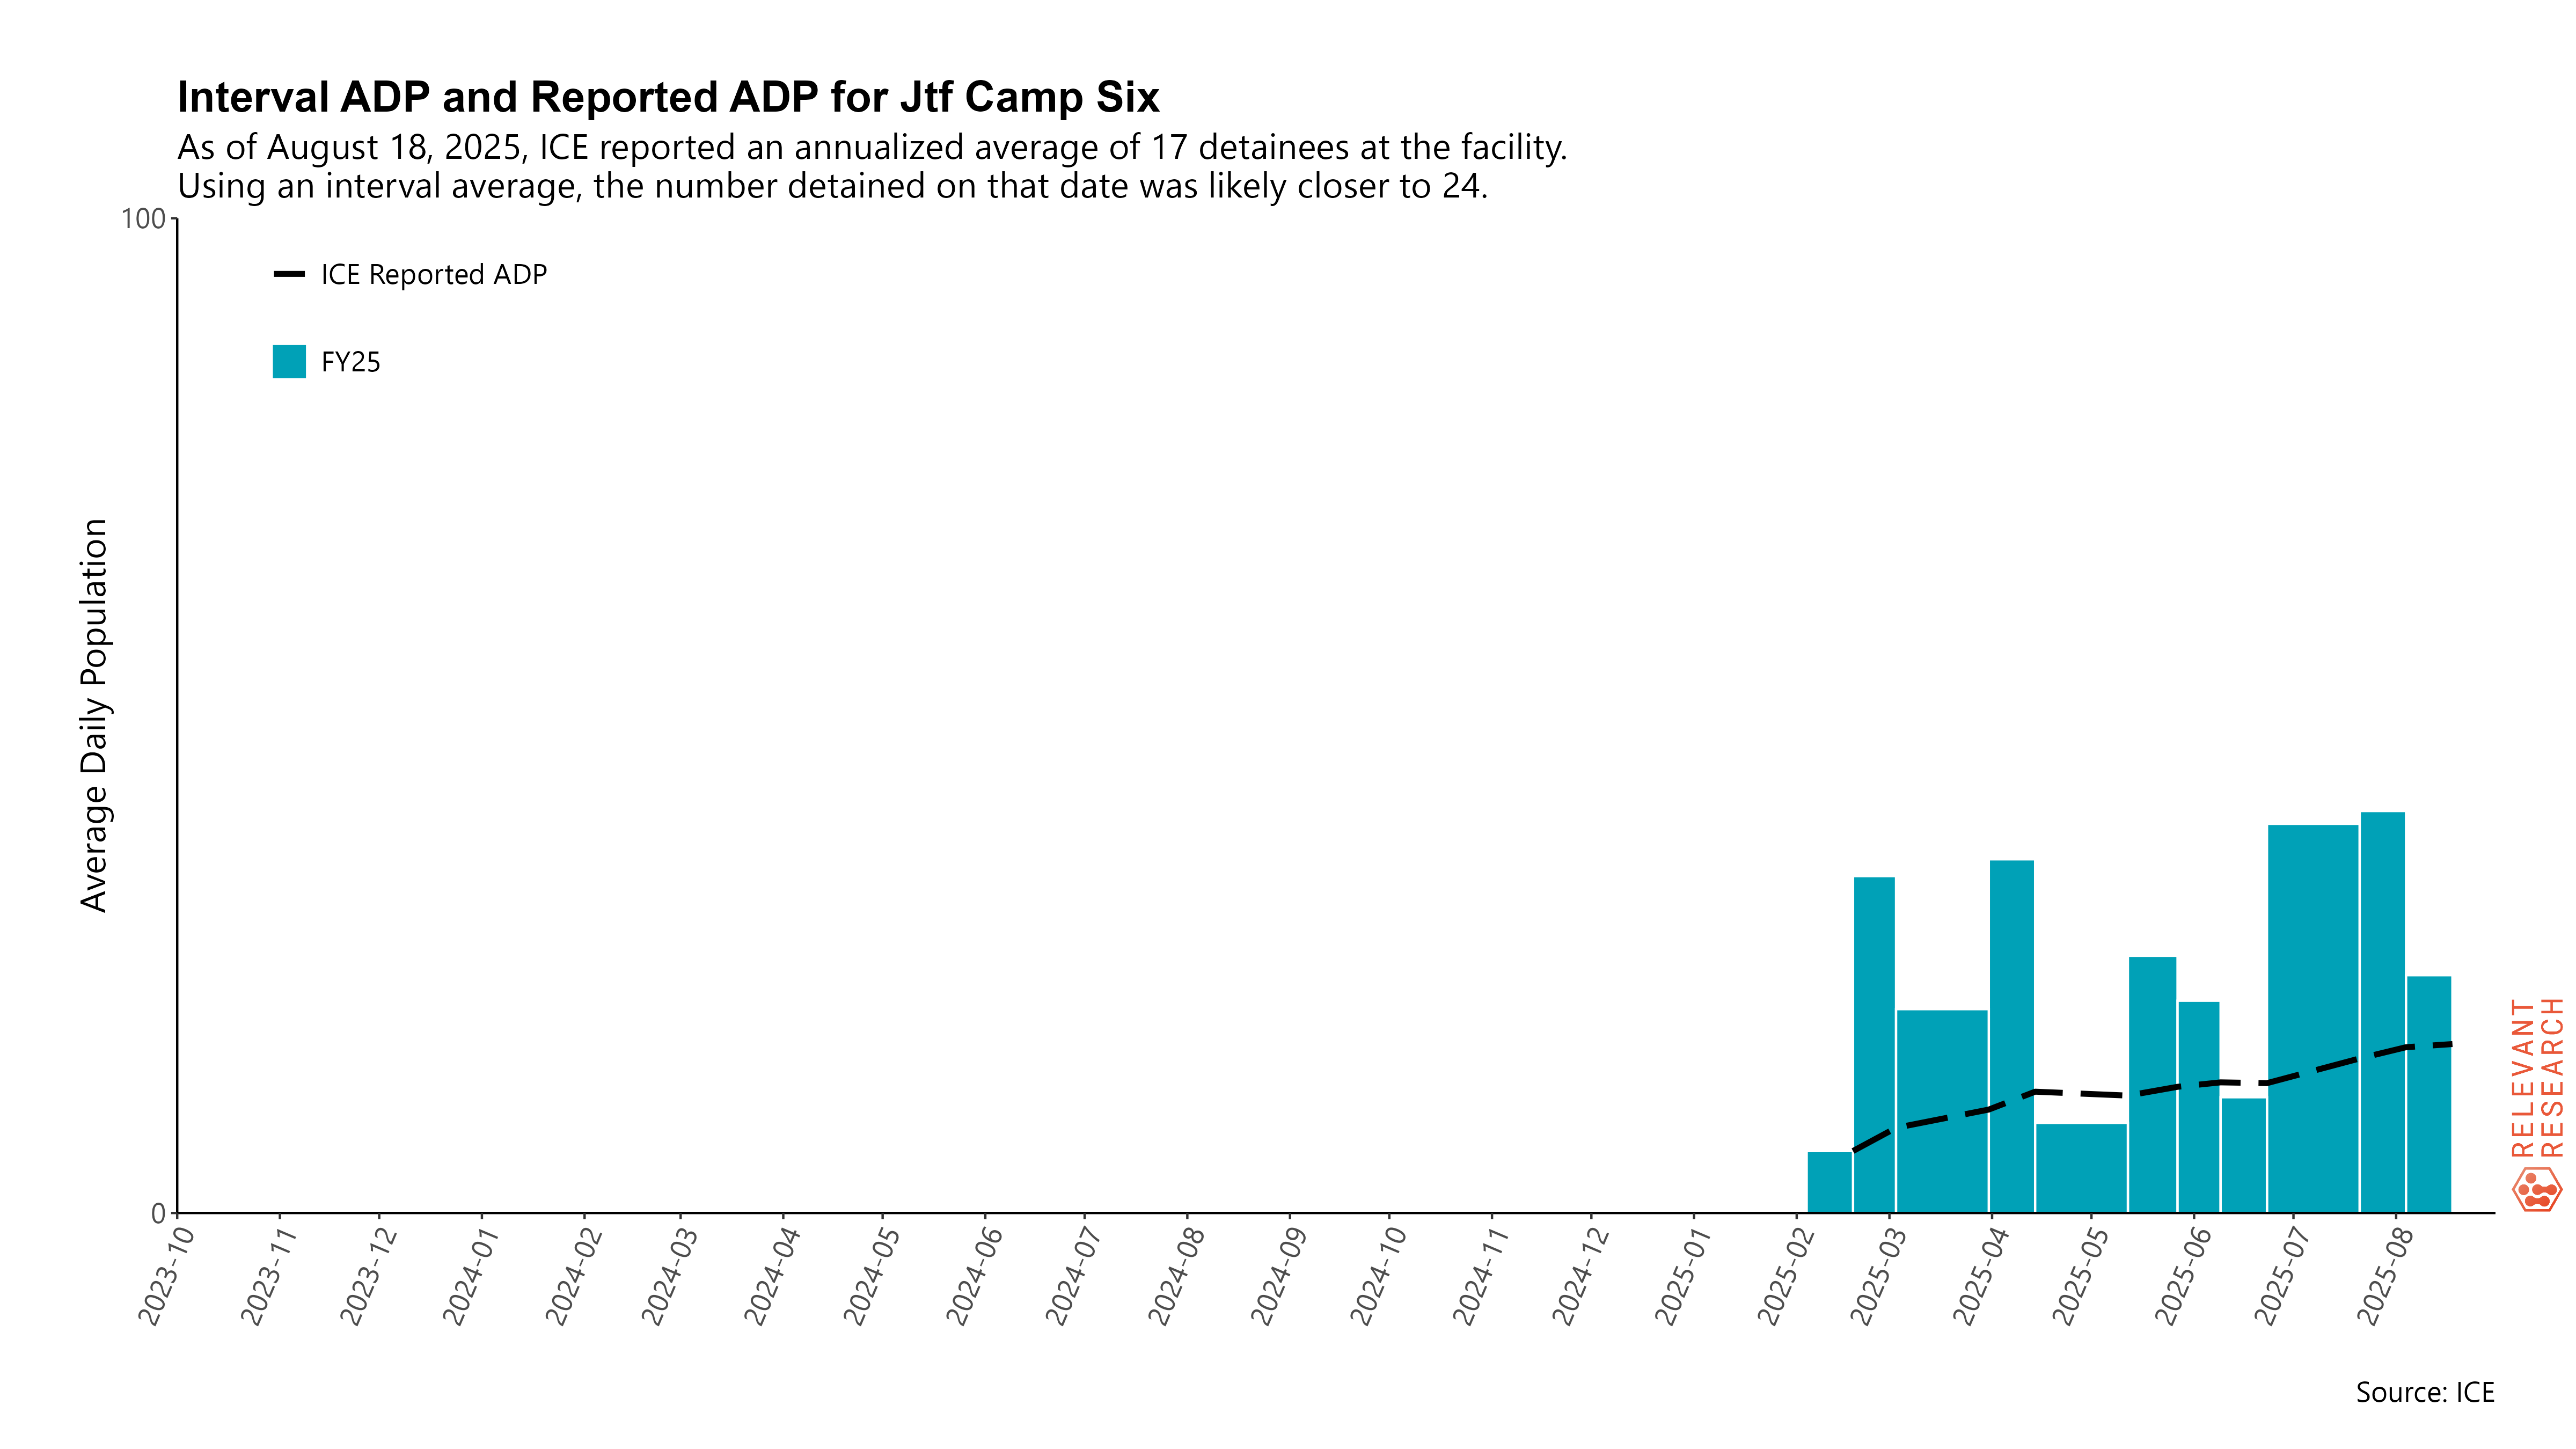 Interval ADP and Reported ADP for Jtf Camp Six
As of August 18, 2025, ICE reported an annualized average of 17 detainees at the facility.
Using an interval average, the number detained on that date was likely closer to 24.
100
ICE Reported ADP
FY25
Average Daily Population
0
2023-10
2023-11
2023-12
2024-01
2024-02
2024-03
2024-04
2024-05
2024-06
2024-07
2024-08
2024-09
2024-10
2024-11
2024-12
2025-01
2025-02
2025-03
2025-04
2025-05
2025-06
2025-07
2025-08
RELEVANT
RESEARCH
Source: ICE